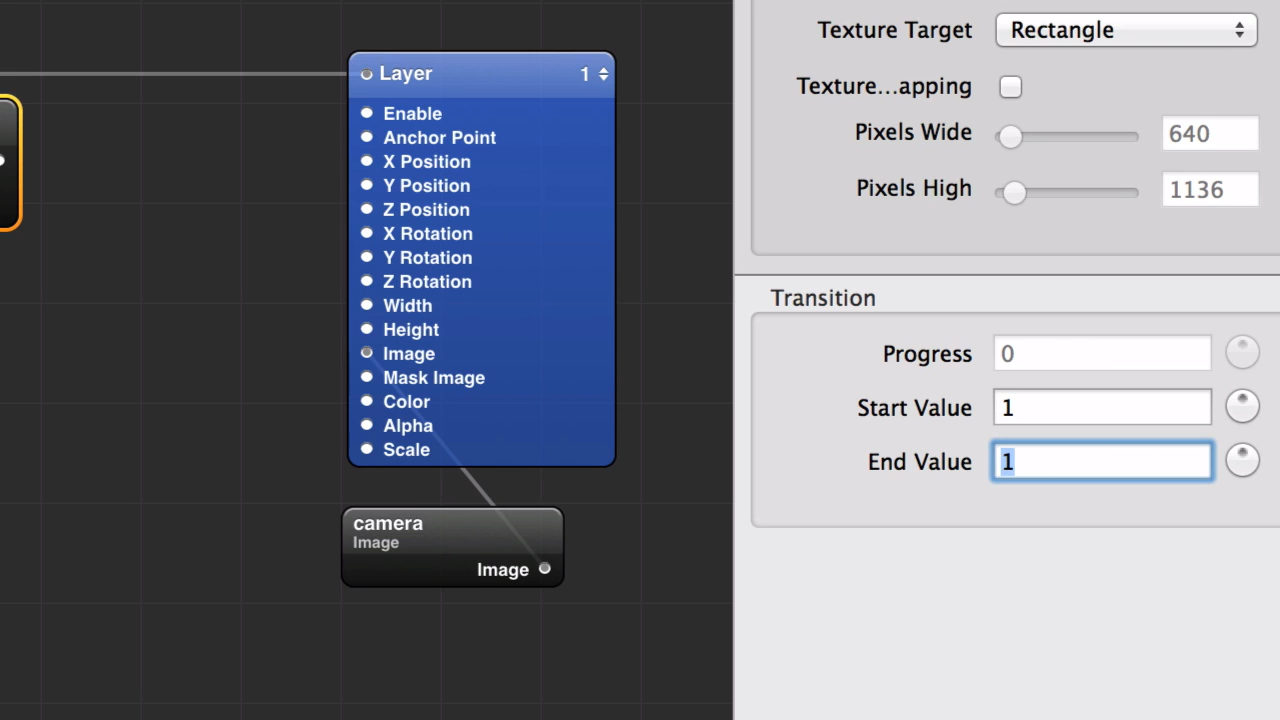 Layer 1
Enable
Anchor Point
X Position
Y Position
Z Position
X Rotation
Y Rotation
Z Rotation
Width
Height
Image
Mask Image
Color
Alpha
Scale
camera
Image
Image
Texture Target Rectangle
Texture...apping
Pixels Wide 640
Pixels High 1136
Transition
Progress 0
Start Value 1
End Value 1